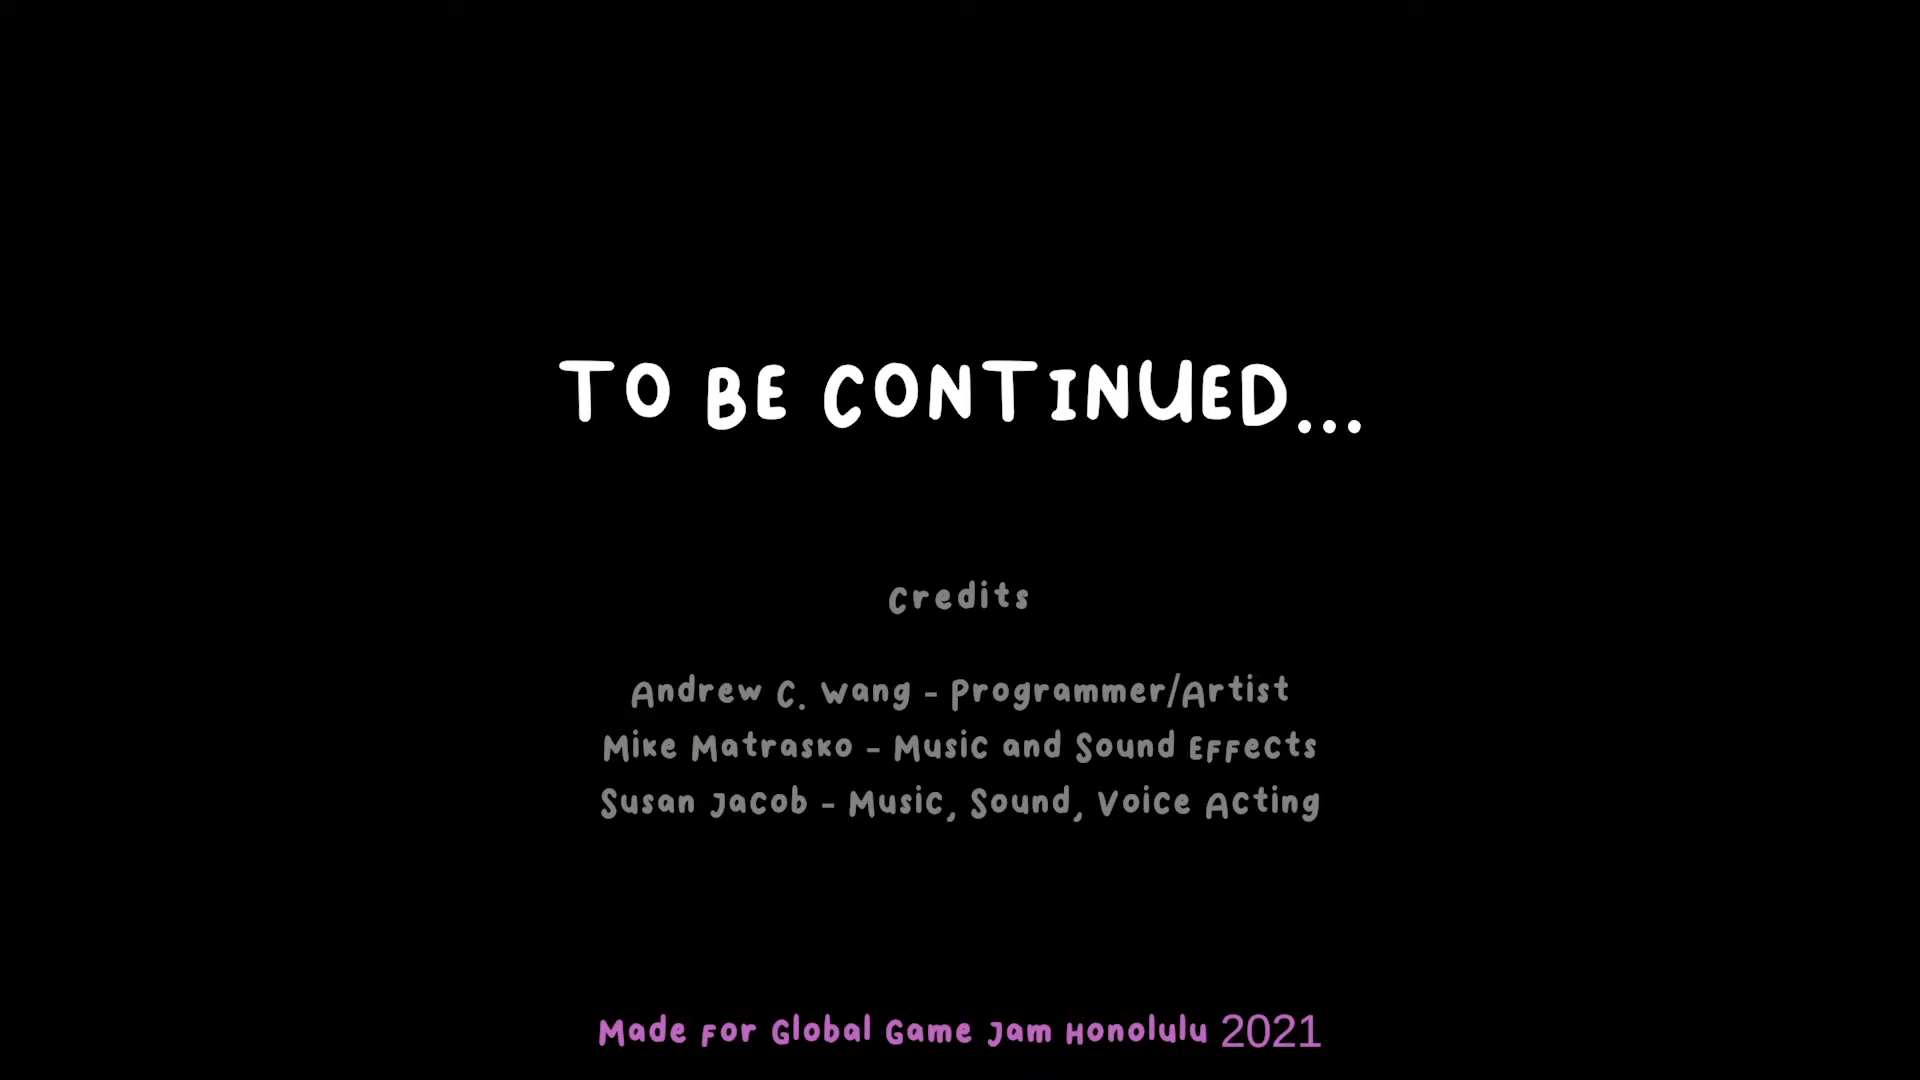 TO BE CONTINUED...
Credits
Andrew C. Wang - Programmer/Artist
Mike Matrasko - Music and Sound Effects
Susan Jacob - Music, Sound, Voice Acting
Made For Global Game Jam Honolulu 2021